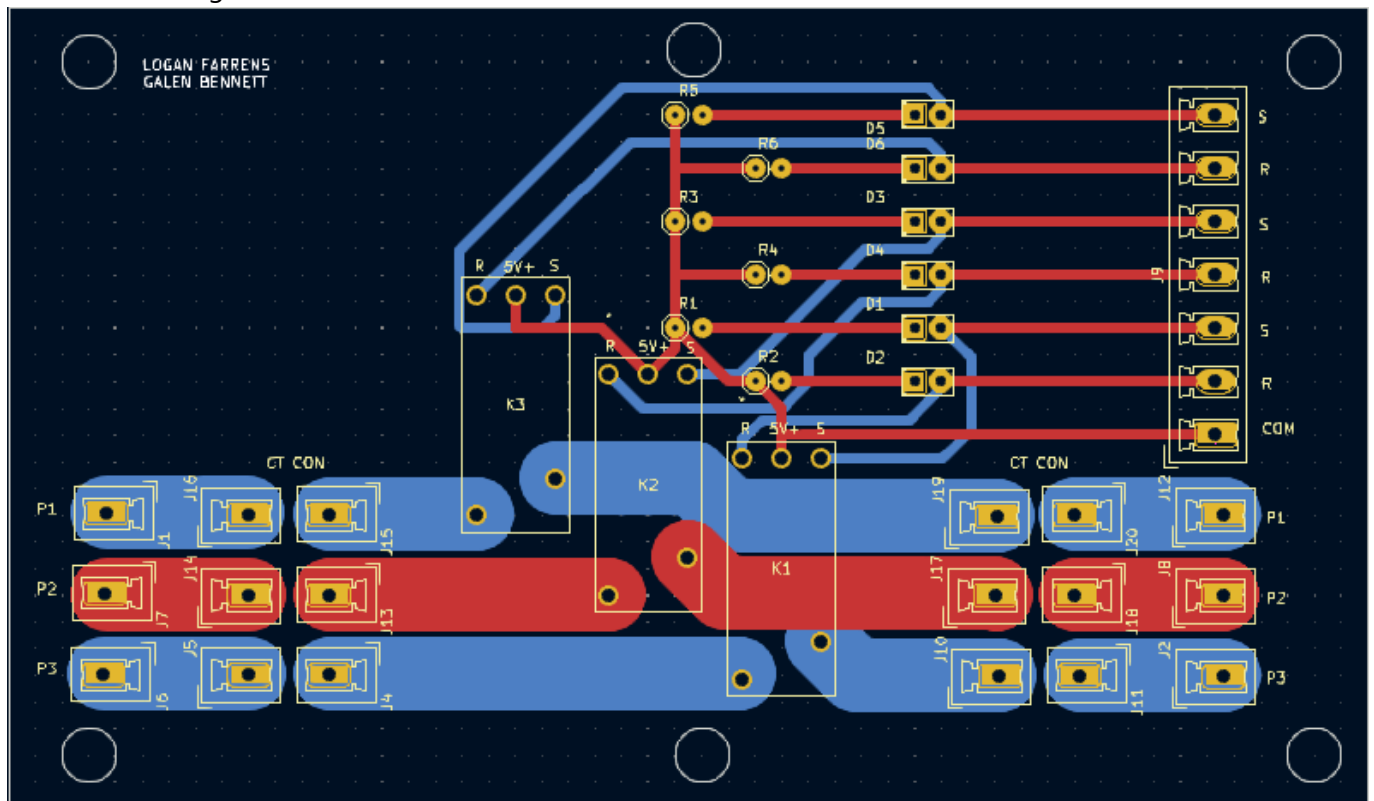 LOGAN FARRENS
GALEN BENNETT
R5
D5
S
R6
D6
R
R3
D3
S
R4
D4
J9
R
R 5V+ S
R1
D1
S
R 5V+ S
R2
D2
R
K3
R 5V+ S
COM
CT CON
CT CON
K2
P1
J1
J16
J15
J19
J20
J12
P1
K1
P2
J7
J14
J13
J17
J18
J8
P2
P3
J6
J5
J4
J10
J11
J2
P3